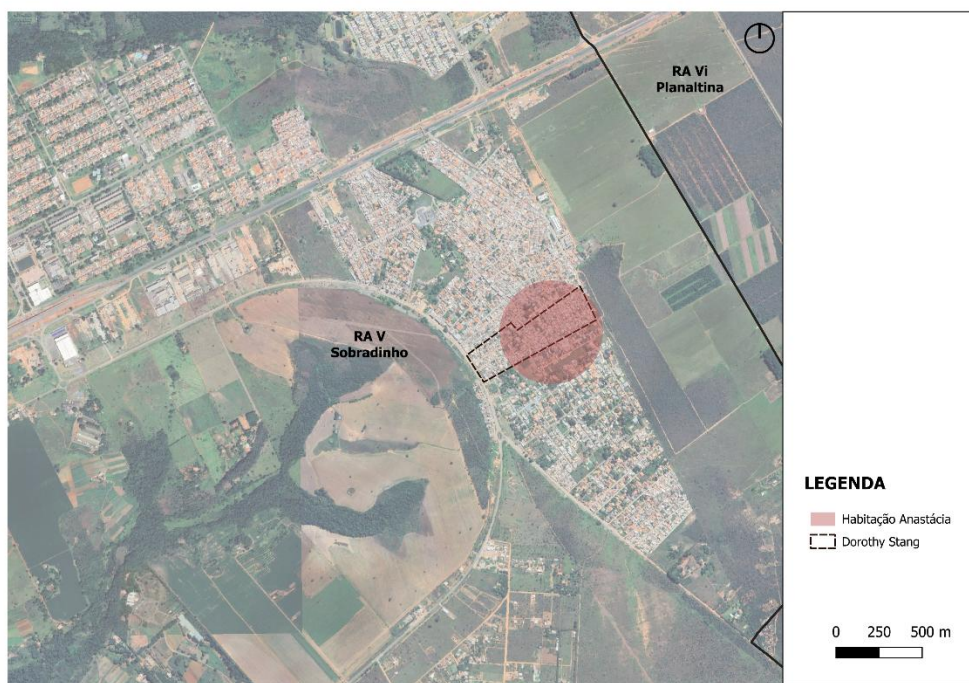 RA Vi
Planaltina
RA V
Sobradinho
LEGENDA
Habitação Anastácia
Dorothy Stang
0 250 500 m